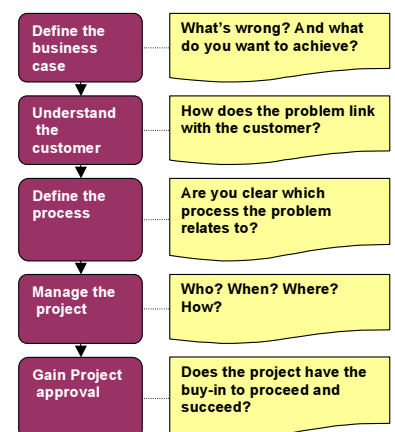 Define the
business
case
What's wrong? And what
do you want to achieve?
Understand
the
customer
How does the problem link
with the customer?
Define the
process
Are you clear which
process the problem
relates to?
Manage the
project
Who? When? Where?
How?
Gain Project
approval
Does the project have the
buy-in to proceed and
succeed?